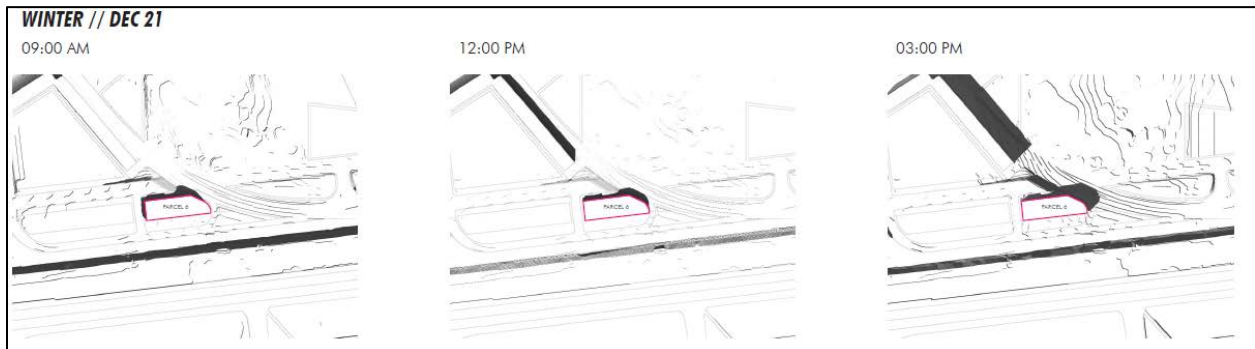 WINTER // DEC 21
09:00 AM
12:00 PM
03:00 PM
PARCEL 6
PARCEL 6
PARCEL 6